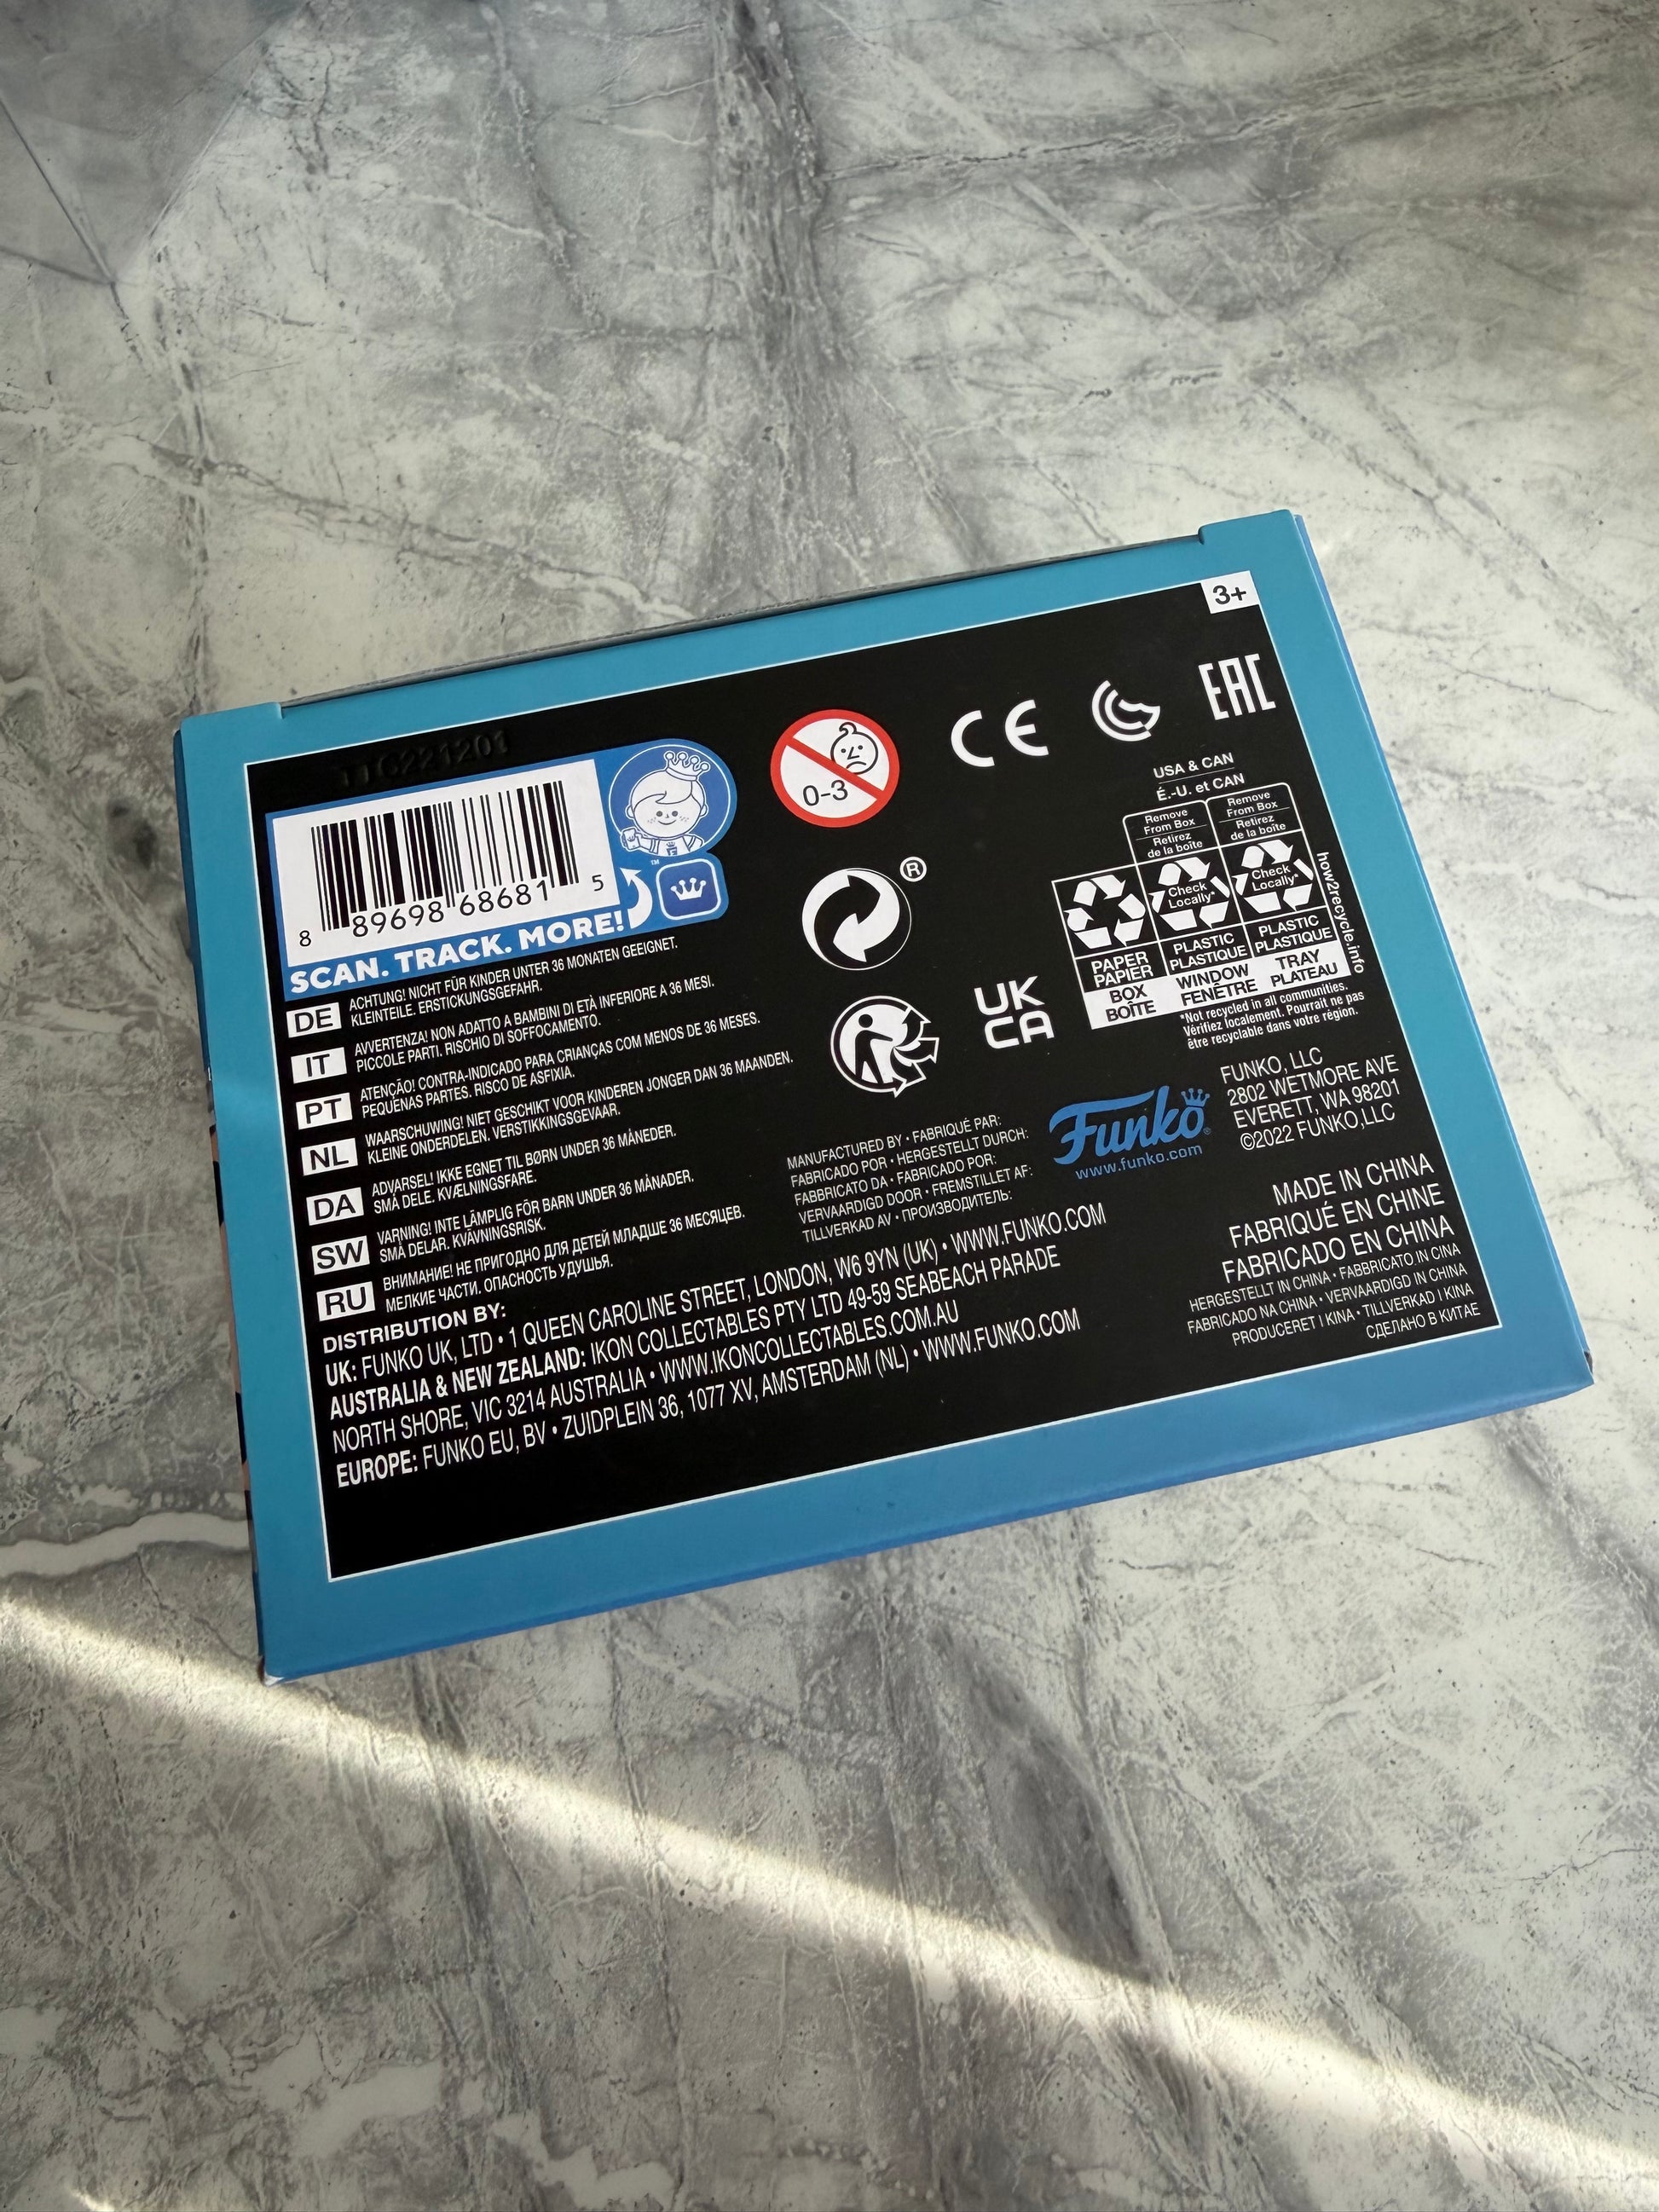 3+
TTC221201
8 89698 68681 5
SCAN. TRACK. MORE!
™
0-3
CE
EAC
USA & CAN
É.-U. et CAN
Remove
From Box
Retirez
de la boîte
Remove
From Box
Retirez
de la boîte
Check
Locally*
Check
Locally*
PAPER
PAPIER
PLASTIC
PLASTIQUE
PLASTIC
PLASTIQUE
BOX
BOÎTE
WINDOW
FENÊTRE
TRAY
PLATEAU
how2recycle.info
*Not recycled in all communities.
Vérifiez localement. Pourrait ne pas
être recyclable dans votre région.
®
UK
CA
DE
ACHTUNG! NICHT FÜR KINDER UNTER 36 MONATEN GEEIGNET.
KLEINTEILE. ERSTICKUNGSGEFAHR.
IT
AVVERTENZA! NON ADATTO A BAMBINI DI ETÀ INFERIORE A 36 MESI.
PICCOLE PARTI. RISCHIO DI SOFFOCAMENTO.
PT
ATENÇÃO! CONTRA-INDICADO PARA CRIANÇAS COM MENOS DE 36 MESES.
PEQUENAS PARTES. RISCO DE ASFIXIA.
NL
WAARSCHUWING! NIET GESCHIKT VOOR KINDEREN JONGER DAN 36 MAANDEN.
KLEINE ONDERDELEN. VERSTIKKINGSGEVAAR.
DA
ADVARSEL! IKKE EGNET TIL BØRN UNDER 36 MÅNEDER.
SMÅ DELE. KVÆLNINGSFARE.
SW
VARNING! INTE LÄMPLIG FÖR BARN UNDER 36 MÅNADER.
SMÅ DELAR. KVÄVNINGSRISK.
RU
ВНИМАНИЕ! НЕ ПРИГОДНО ДЛЯ ДЕТЕЙ МЛАДШЕ 36 МЕСЯЦЕВ.
МЕЛКИЕ ЧАСТИ. ОПАСНОСТЬ УДУШЬЯ.
DISTRIBUTION BY:
UK: FUNKO UK, LTD • 1 QUEEN CAROLINE STREET, LONDON, W6 9YN (UK) • WWW.FUNKO.COM
AUSTRALIA & NEW ZEALAND: IKON COLLECTABLES PTY LTD 49-59 SEABEACH PARADE
NORTH SHORE, VIC 3214 AUSTRALIA • WWW.IKONCOLLECTABLES.COM.AU
EUROPE: FUNKO EU, BV • ZUIDPLEIN 36, 1077 XV, AMSTERDAM (NL) • WWW.FUNKO.COM
MANUFACTURED BY • FABRIQUÉ PAR:
FABRICADO POR • HERGESTELLT DURCH:
FABBRICATO DA • FABRICADO POR:
VERVAARDIGD DOOR • FREMSTILLET AF:
TILLVERKAD AV • ПРОИЗВОДИТЕЛЬ:
Funko®
www.funko.com
FUNKO, LLC
2802 WETMORE AVE
EVERETT, WA 98201
©2022 FUNKO,LLC
MADE IN CHINA
FABRIQUÉ EN CHINE
FABRICADO EN CHINA
HERGESTELLT IN CHINA • FABBRICATO IN CINA
FABRICADO NA CHINA • VERVAARDIGD IN CHINA
PRODUCERET I KINA • TILLVERKAD I KINA
СДЕЛАНО В КИТАЕ